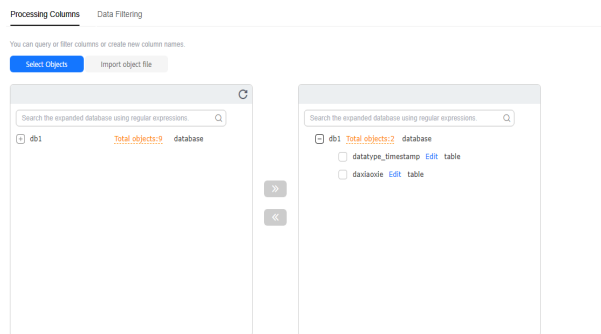 Processing Columns Data Filtering
You can query or filter columns or create new column names.
Select Objects Import object file
Search the expanded database using regular expressions.
db1 Total objects:9 database
Search the expanded database using regular expressions.
db1 Total objects:2 database
datatype_timestamp Edit table
daxiaoxie Edit table